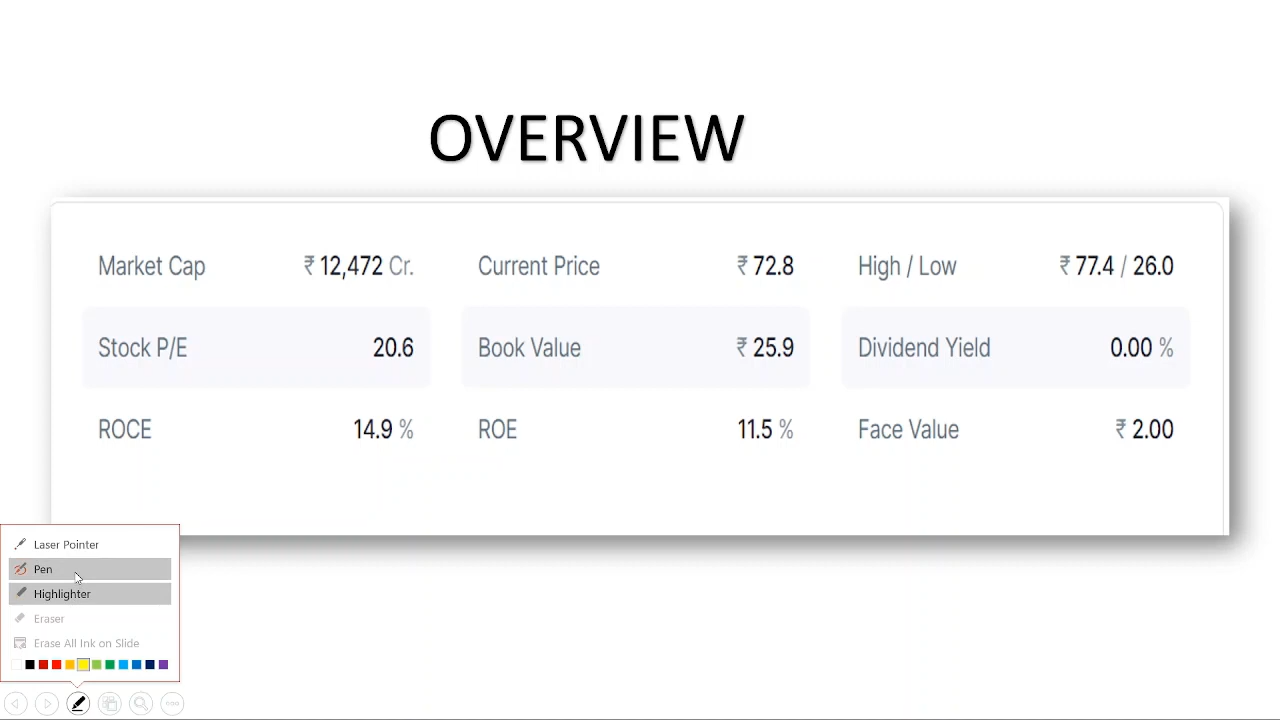 OVERVIEW
Market Cap ₹ 12,472 Cr. Current Price ₹ 72.8 High / Low ₹ 77.4 / 26.0
Stock P/E 20.6 Book Value ₹ 25.9 Dividend Yield 0.00 %
ROCE 14.9 % ROE 11.5 % Face Value ₹ 2.00
Laser Pointer
Pen
Highlighter
Eraser
Erase All Ink on Slide